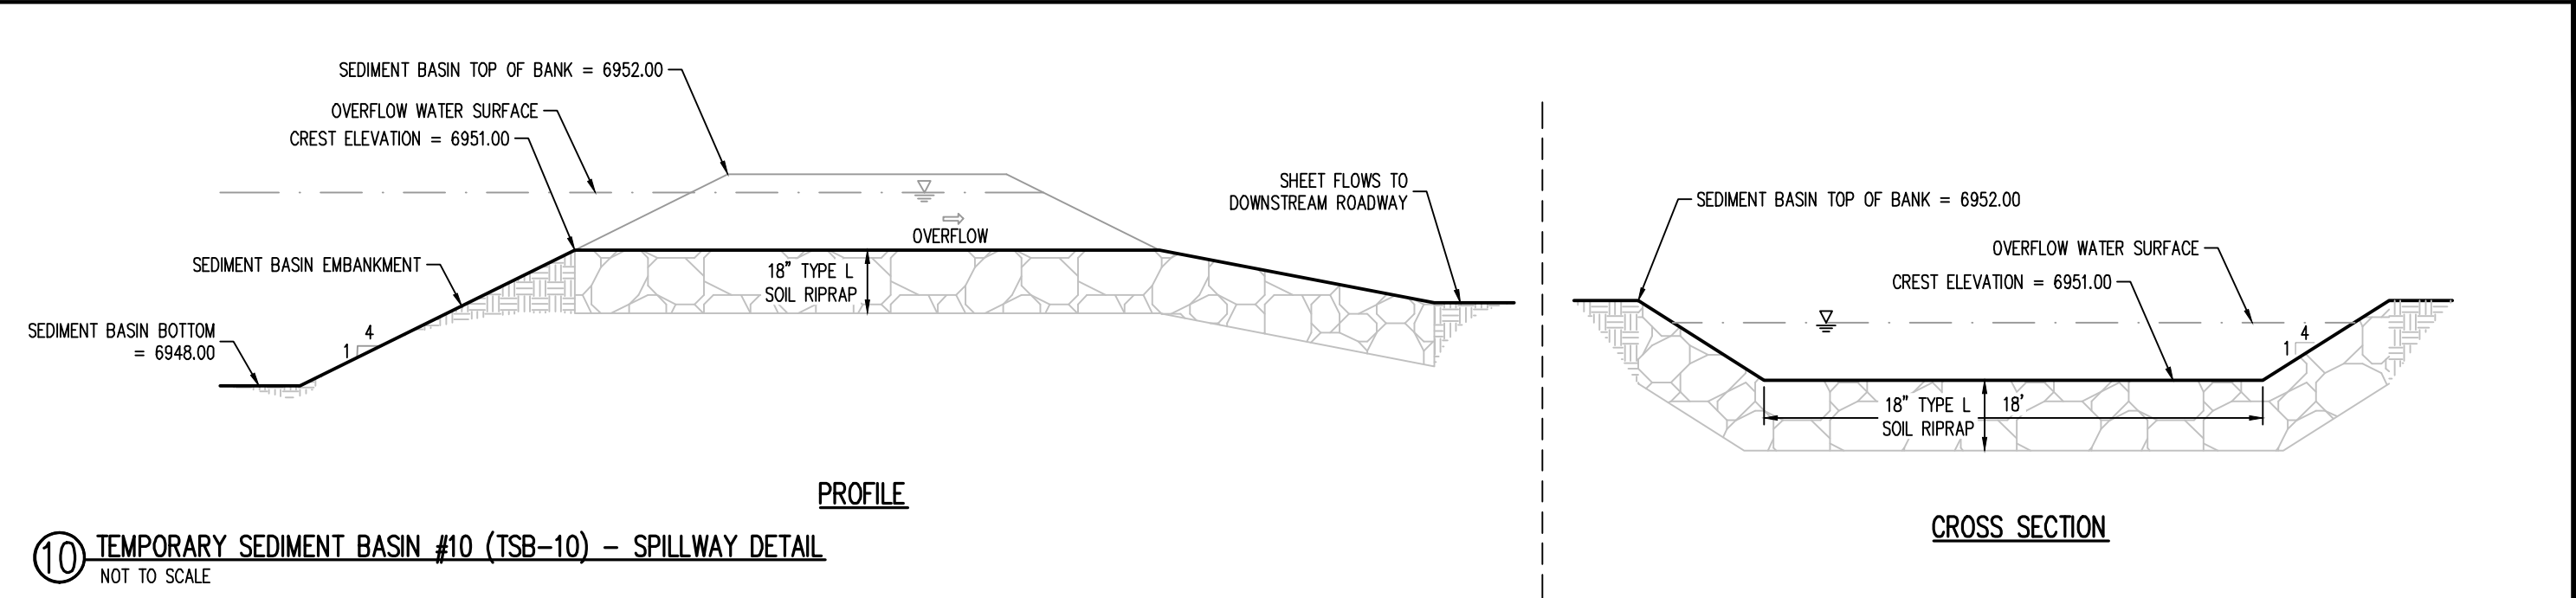 SEDIMENT BASIN TOP OF BANK = 6952.00
OVERFLOW WATER SURFACE
CREST ELEVATION = 6951.00
SEDIMENT BASIN EMBANKMENT
SEDIMENT BASIN BOTTOM
= 6948.00
4
1
OVERFLOW
18" TYPE L
SOIL RIPRAP
SHEET FLOWS TO
DOWNSTREAM ROADWAY
PROFILE
SEDIMENT BASIN TOP OF BANK = 6952.00
OVERFLOW WATER SURFACE
CREST ELEVATION = 6951.00
4
1
18" TYPE L
SOIL RIPRAP
18'
CROSS SECTION
10
TEMPORARY SEDIMENT BASIN #10 (TSB-10) - SPILLWAY DETAIL
NOT TO SCALE